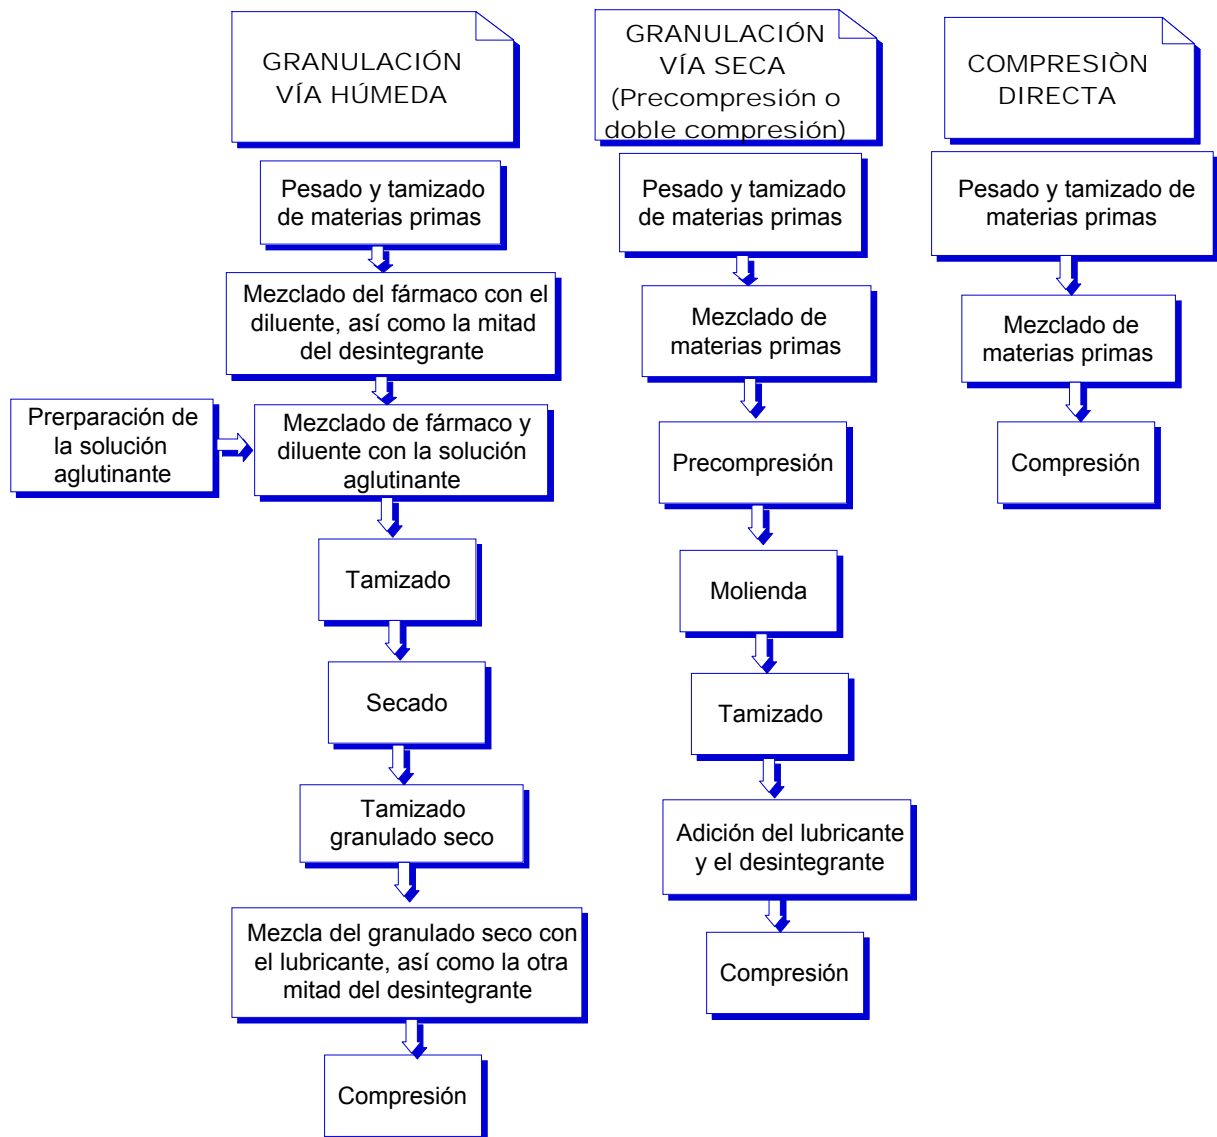 GRANULACIÓN
VÍA HÚMEDA
Pesado y tamizado
de materias primas
Mezclado del fármaco con el
diluente, así como la mitad
del desintegrante
Prerparación de
la solución
aglutinante
Mezclado de fármaco y
diluente con la solución
aglutinante
Tamizado
Secado
Tamizado
granulado seco
Mezcla del granulado seco con
el lubricante, así como la otra
mitad del desintegrante
Compresión
GRANULACIÓN
VÍA SECA
(Precompresión o
doble compresión)
Pesado y tamizado
de materias primas
Mezclado de
materias primas
Precompresión
Molienda
Tamizado
Adición del lubricante
y el desintegrante
Compresión
COMPRESIÒN
DIRECTA
Pesado y tamizado de
materias primas
Mezclado de
materias primas
Compresión